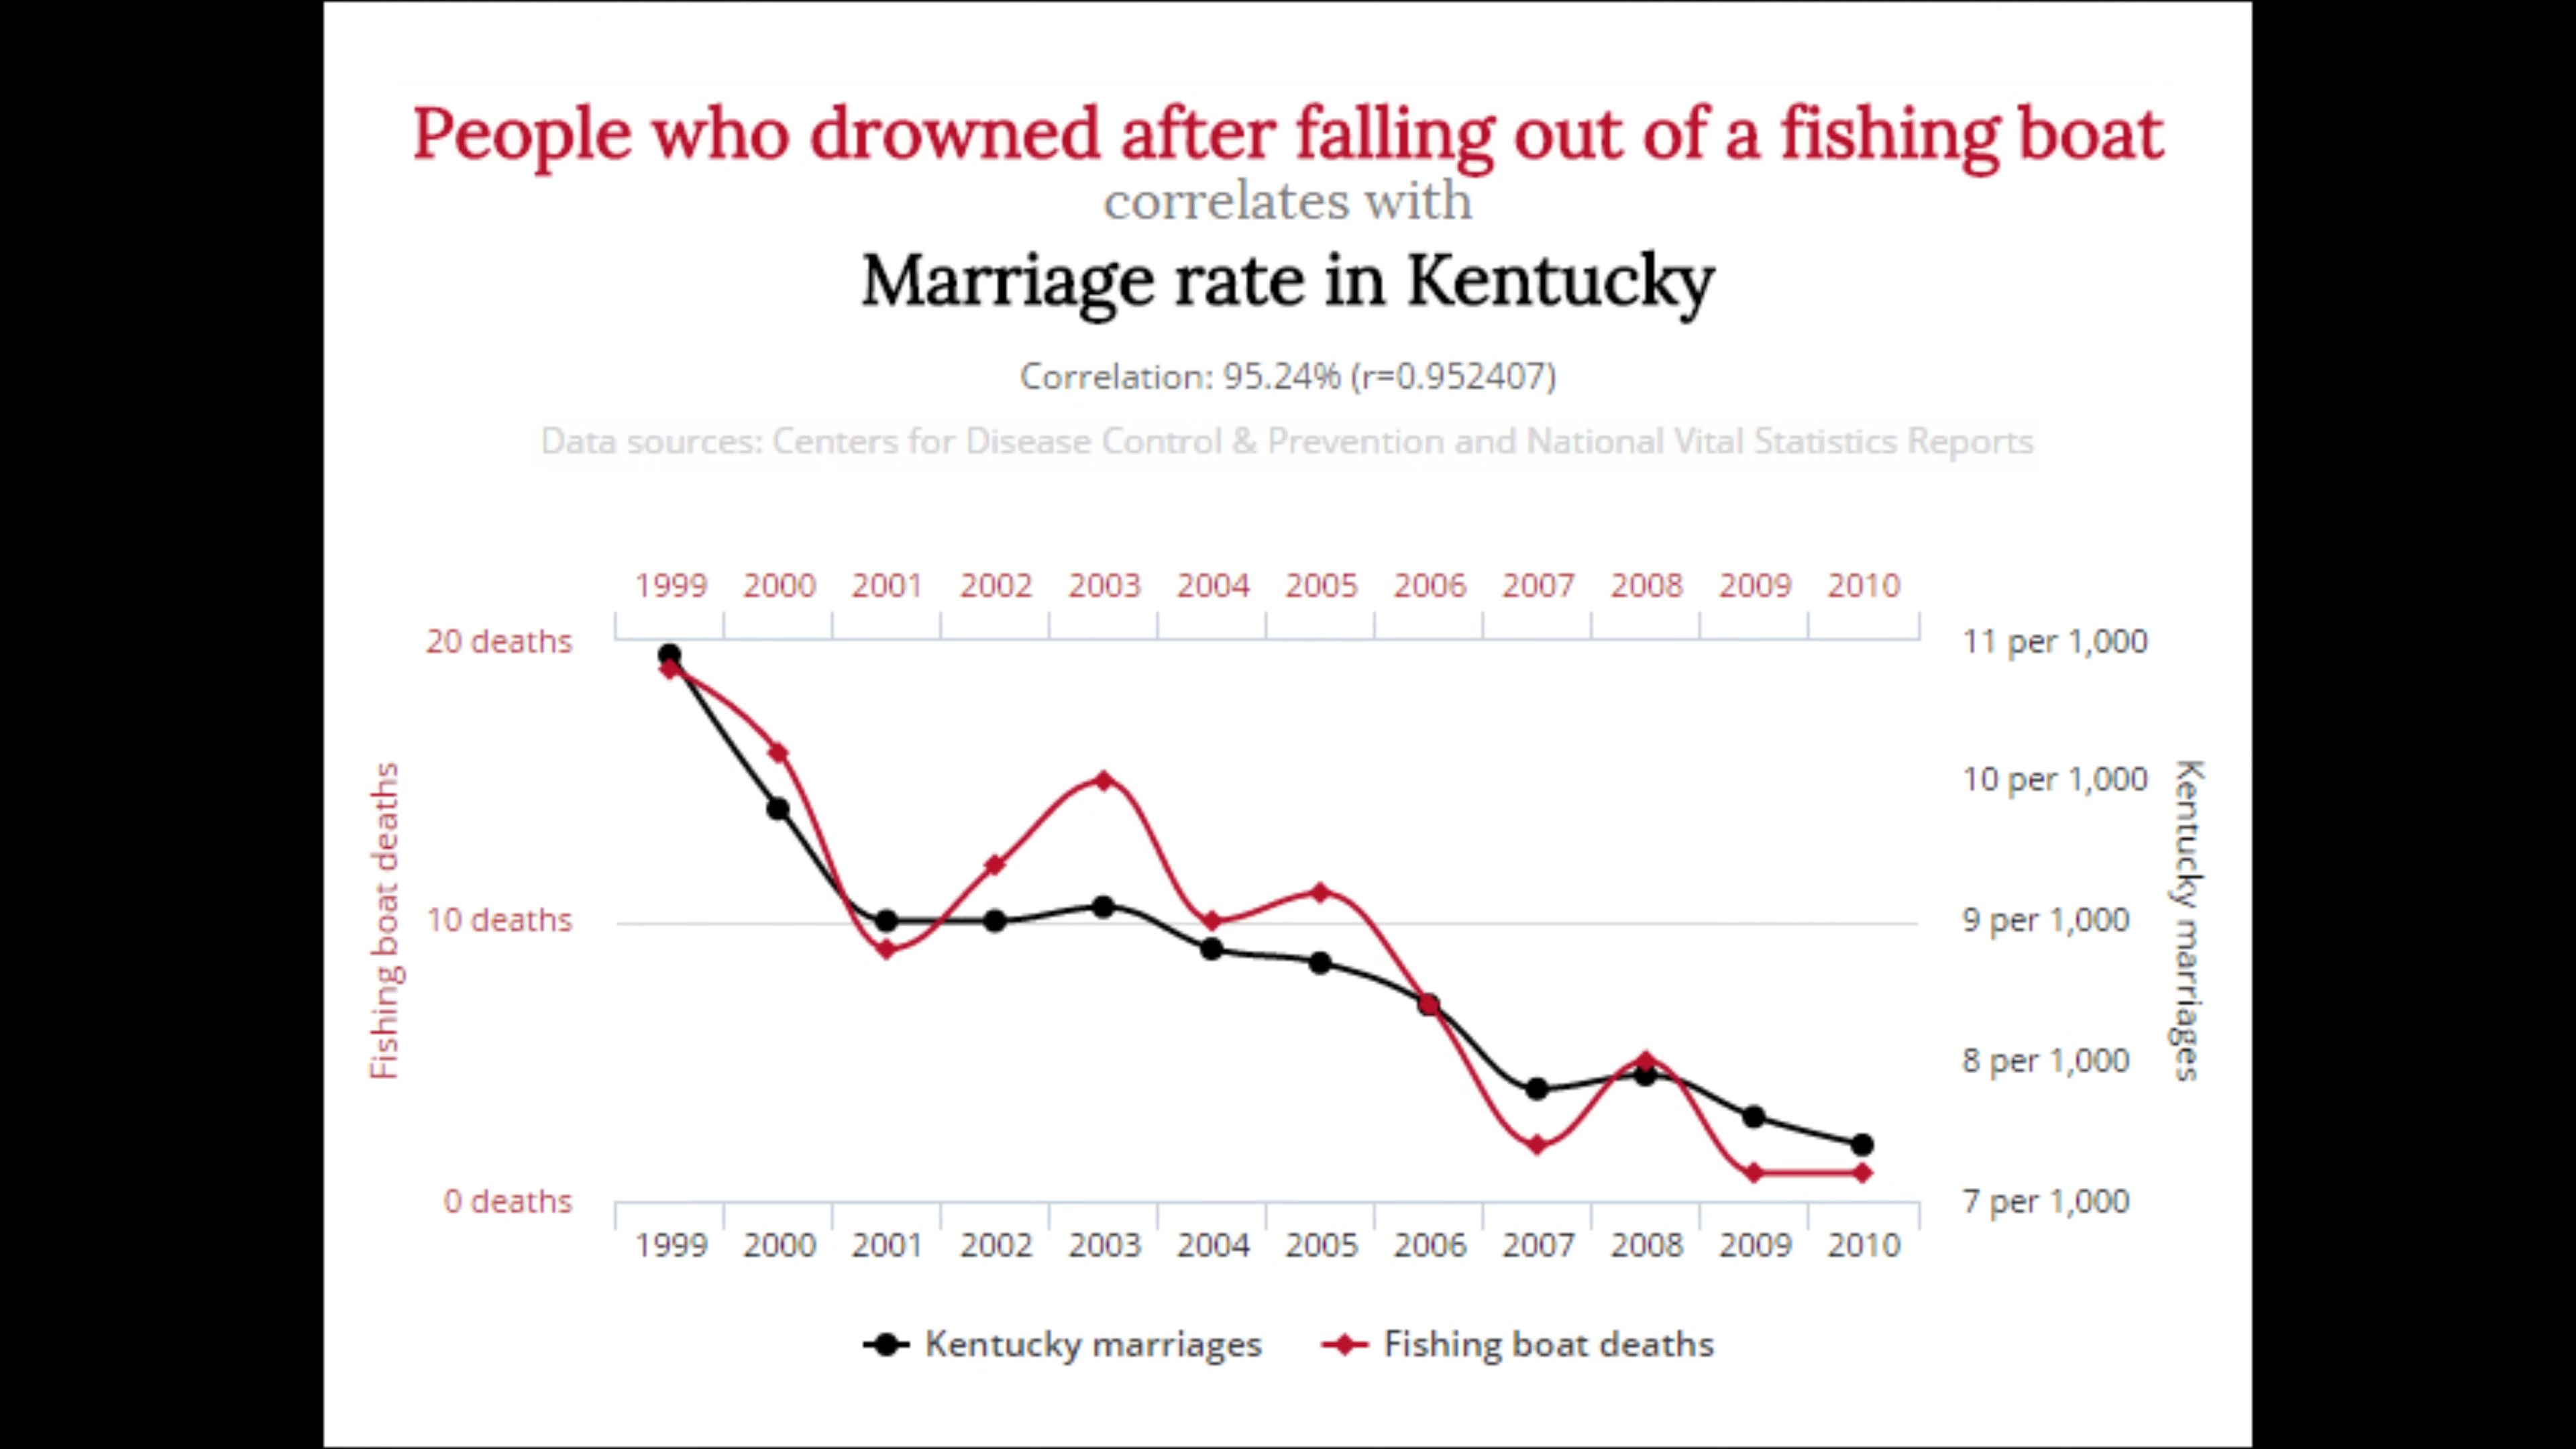 People who drowned after falling out of a fishing boat
correlates with
Marriage rate in Kentucky
Correlation: 95.24% (r=0.952407)
Data sources: Centers for Disease Control & Prevention and National Vital Statistics Reports
1999 2000 2001 2002 2003 2004 2005 2006 2007 2008 2009 2010
20 deaths
10 deaths
0 deaths
Fishing boat deaths
11 per 1,000
10 per 1,000
9 per 1,000
8 per 1,000
7 per 1,000
Kentucky marriages
1999 2000 2001 2002 2003 2004 2005 2006 2007 2008 2009 2010
Kentucky marriages Fishing boat deaths